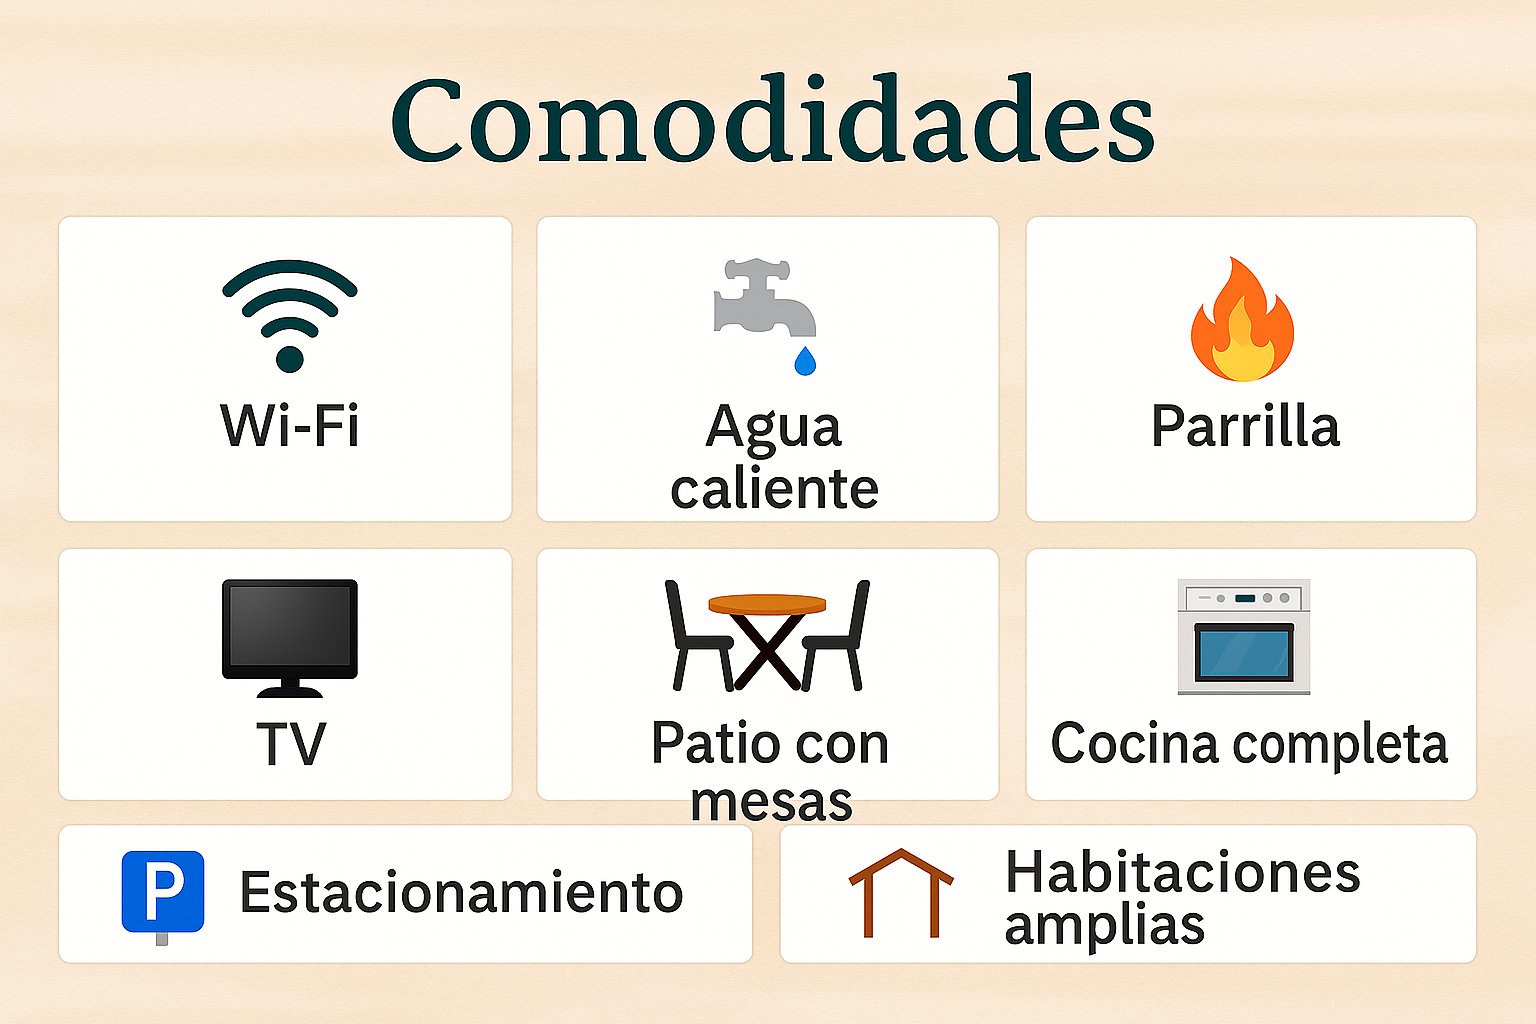 Comodidades
Wi-Fi
Agua
caliente
Parrilla
TV
Patio con
mesas
Cocina completa
P
Estacionamiento
Habitaciones
amplias